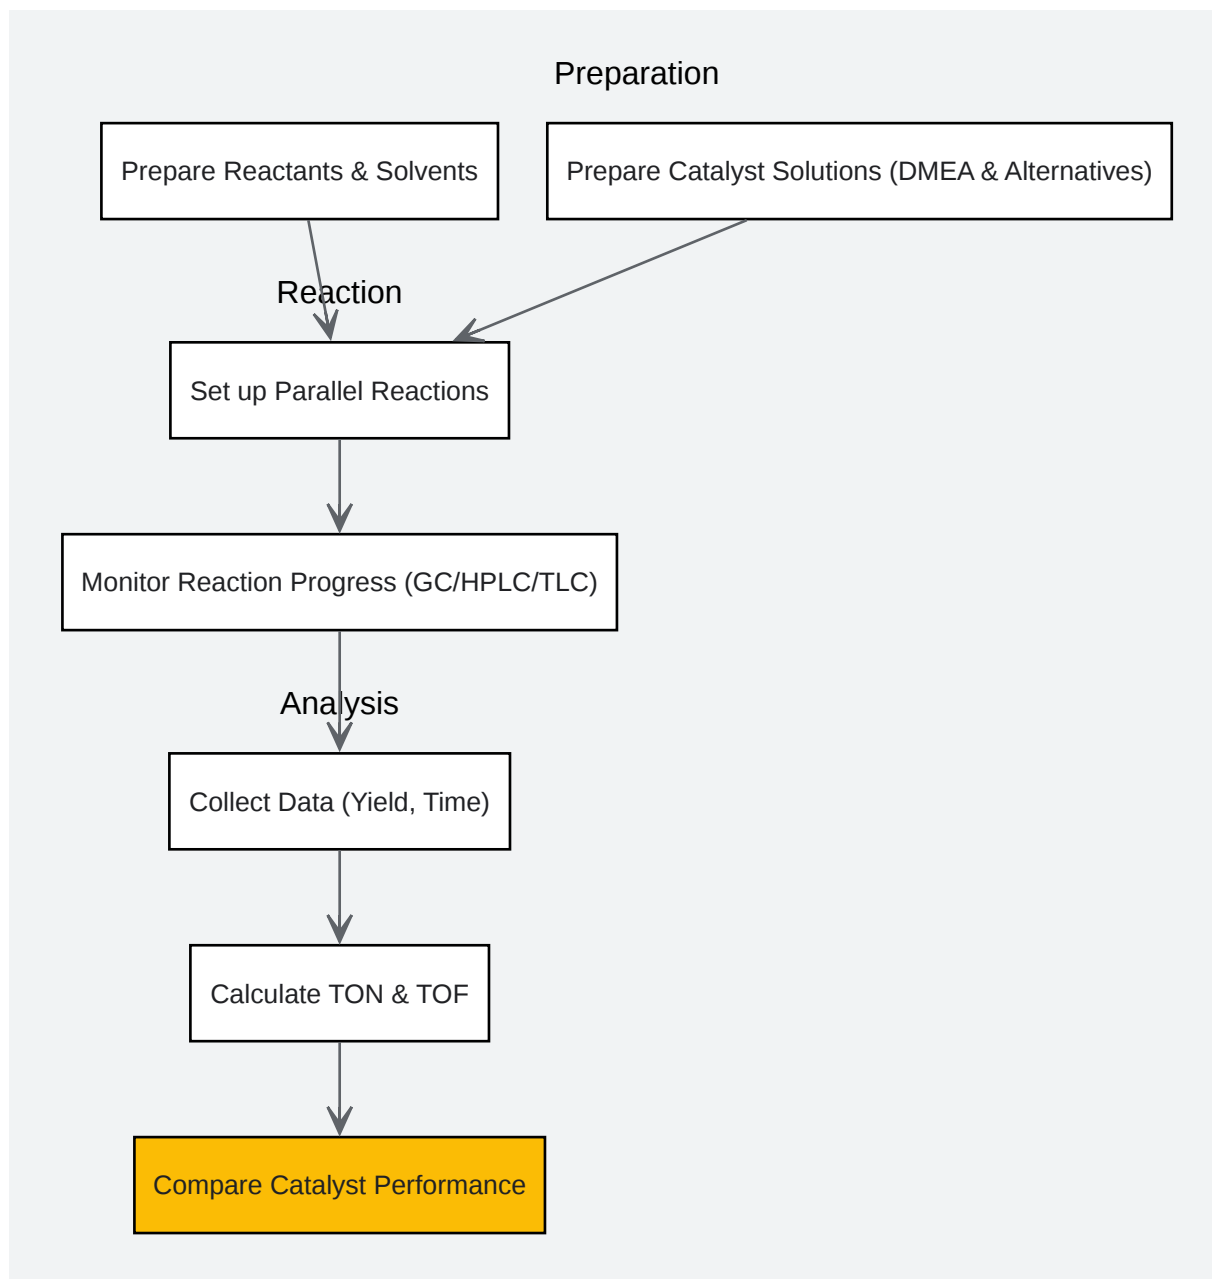 Preparation
Prepare Reactants & Solvents
Prepare Catalyst Solutions (DMEA & Alternatives)
Reaction
Set up Parallel Reactions
Monitor Reaction Progress (GC/HPLC/TLC)
Analysis
Collect Data (Yield, Time)
Calculate TON & TOF
Compare Catalyst Performance